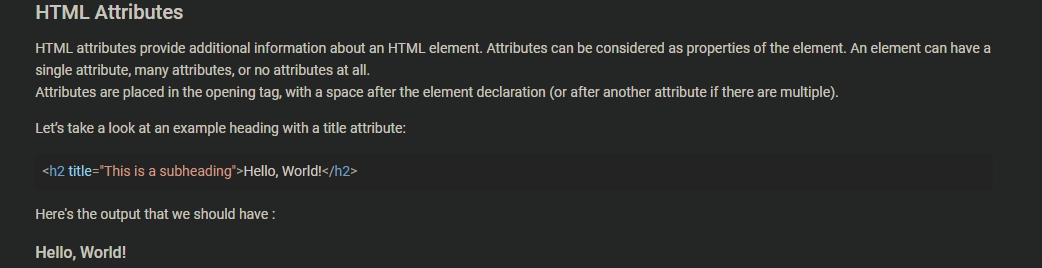 HTML Attributes
HTML attributes provide additional information about an HTML element. Attributes can be considered as properties of the element. An element can have a
single attribute, many attributes, or no attributes at all.
Attributes are placed in the opening tag, with a space after the element declaration (or after another attribute if there are multiple).
Let's take a look at an example heading with a title attribute:
<h2 title="This is a subheading">Hello, World!</h2>
Here's the output that we should have :
Hello, World!